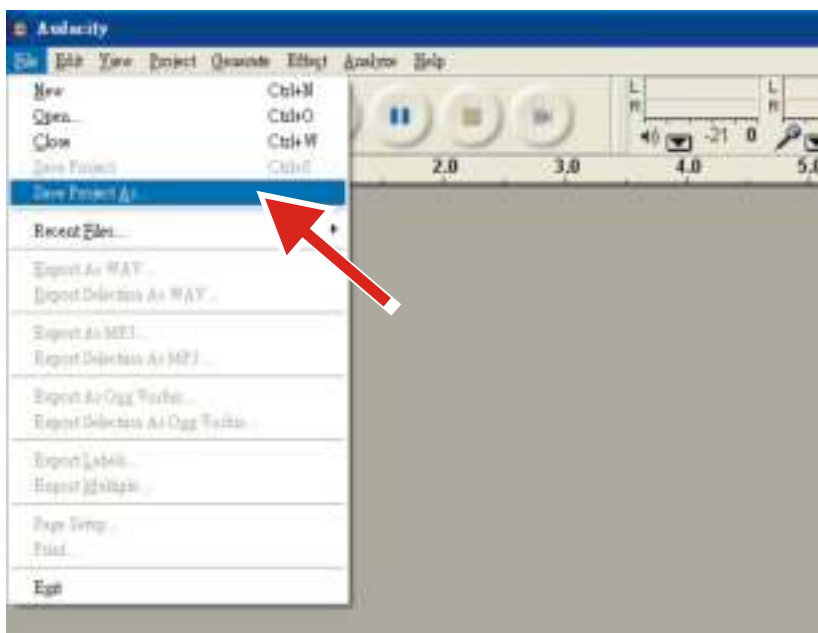 Audacity
File Edit View Project Generate Effect Analyze Help
New Ctrl+N
Open... Ctrl+O
Close Ctrl+W
Save Project Ctrl+S
Save Project As...
Recent Files...
Export As WAV...
Export Selection As WAV...
Export As MP3...
Export Selection As MP3...
Export As Ogg Vorbis...
Export Selection As Ogg Vorbis...
Export Labels...
Export Multiple...
Page Setup...
Print...
Exit
L
R
-21 0
L
R
2.0 3.0 4.0 5.0